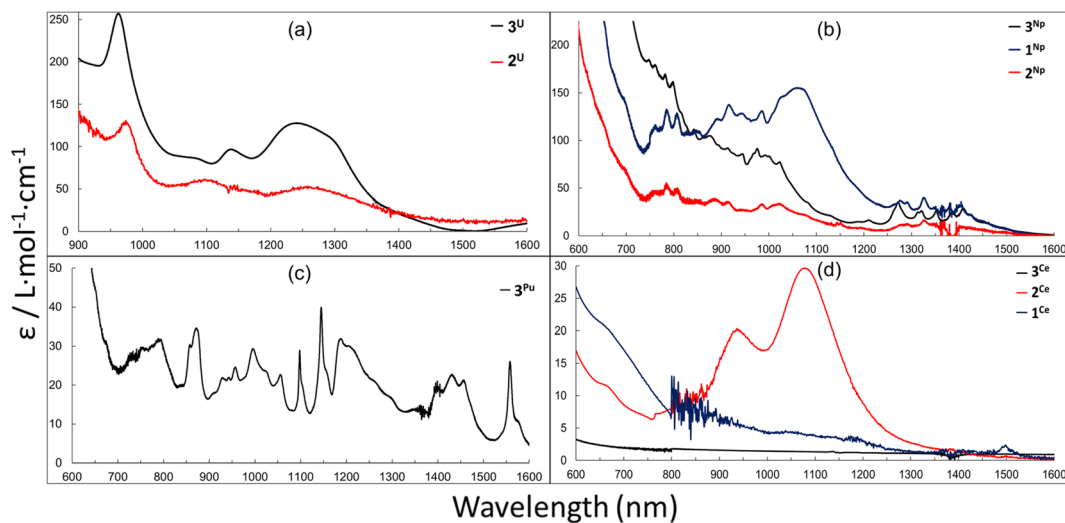 (a)
3ᵁ
2ᵁ
250
200
150
100
50
0
900 1000 1100 1200 1300 1400 1500 1600
(b)
3ᴺᵖ
1ᴺᵖ
2ᴺᵖ
200
150
100
50
0
600 700 800 900 1000 1100 1200 1300 1400 1500 1600
(c)
3ᴾᵘ
50
40
30
20
10
0
600 700 800 900 1000 1100 1200 1300 1400 1500 1600
(d)
3ᶜᵉ
2ᶜᵉ
1ᶜᵉ
30
25
20
15
10
5
0
600 700 800 900 1000 1100 1200 1300 1400 1500 1600
ε / L·mol⁻¹·cm⁻¹
Wavelength (nm)